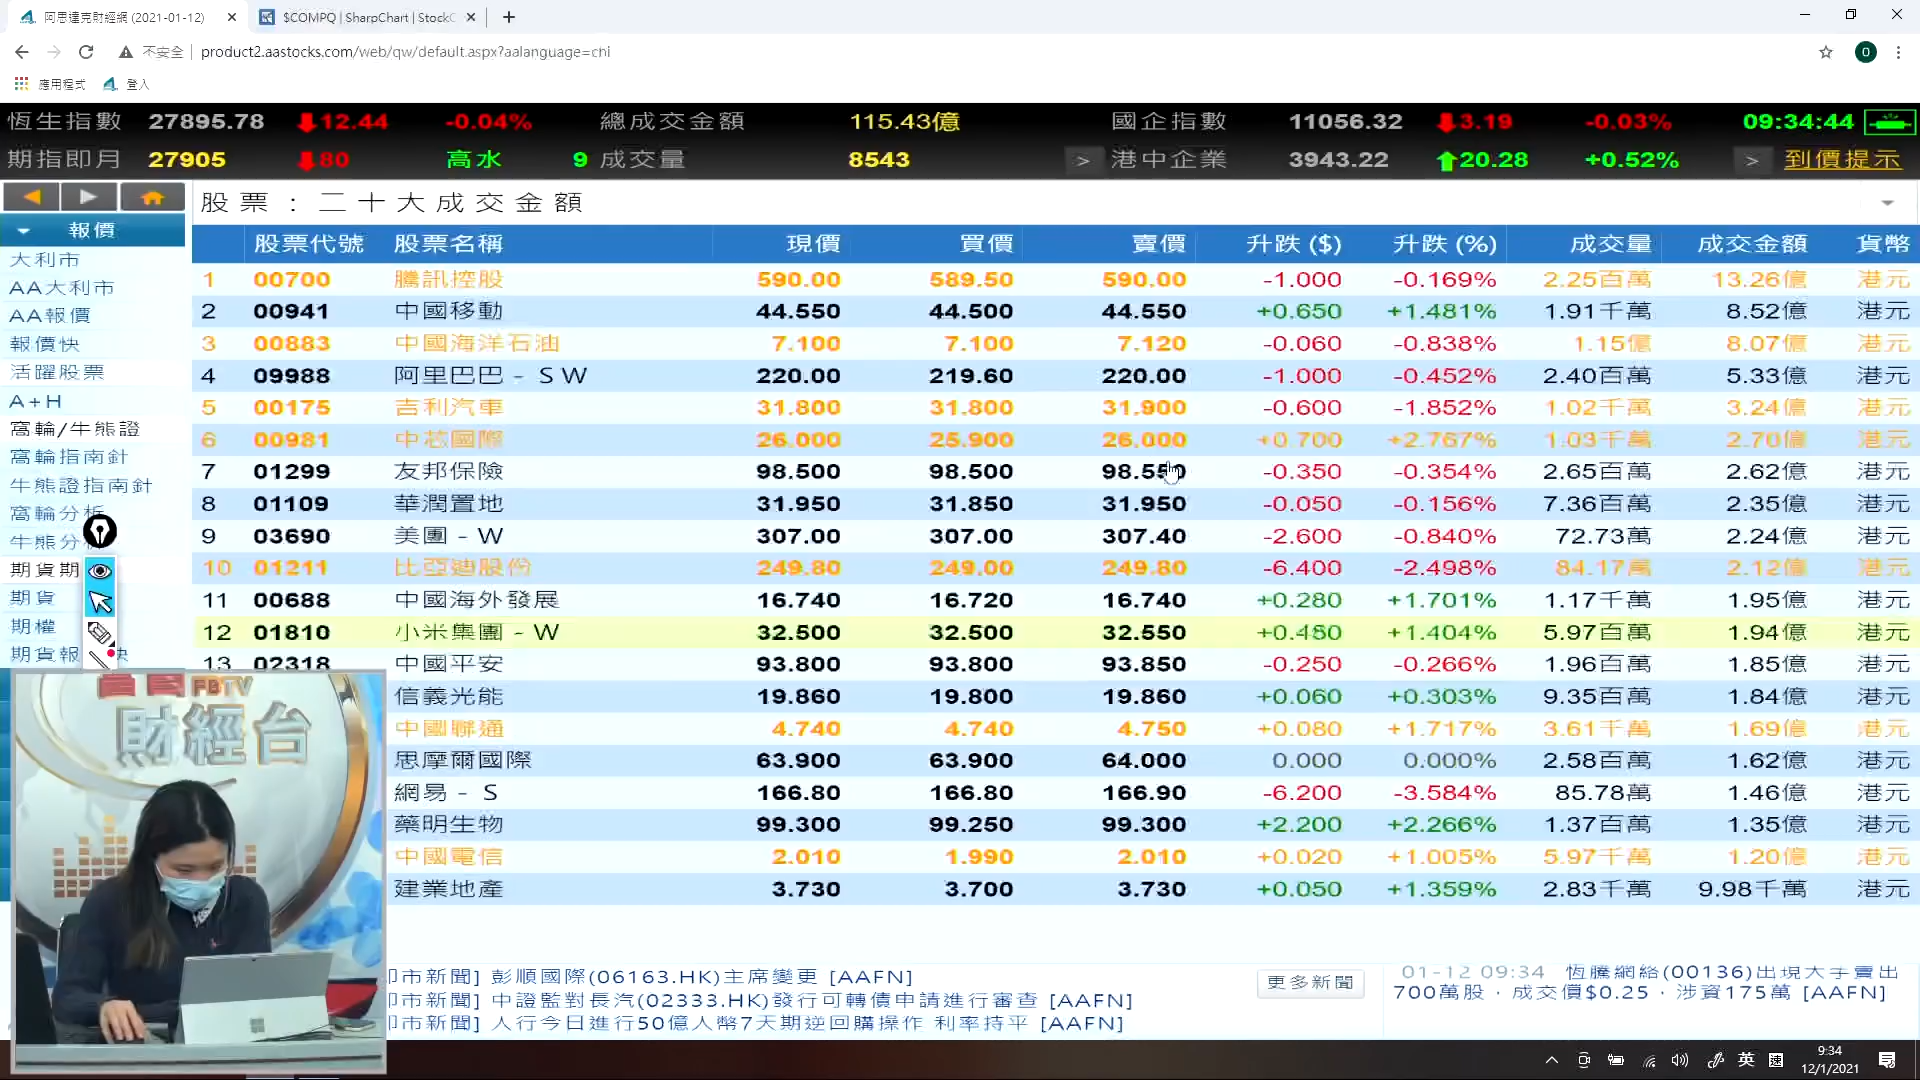 阿思達克財經網 (2021-01-12)
$COMPQ | SharpChart | StockC
不安全
product2.aastocks.com/web/qw/default.aspx?aalanguage=chi
O
應用程式
登入
恆生指數 27895.78 12.44 -0.04% 總成交金額 115.43億 國企指數 11056.32 3.19 -0.03% 09:34:44
期指即月 27905 80 高水 9 成交量 8543 > 港中企業 3943.22 20.28 +0.52% > 到價提示
股票：二十大成交金額
報價
大利市
AA大利市
AA報價
報價快
活躍股票
A+H
窩輪/牛熊證
窩輪指南針
牛熊證指南針
窩輪分析
牛熊分
期貨期
期貨
期權
期貨報 快
股票代號 股票名稱 現價 買價 賣價 升跌 ($) 升跌 (%) 成交量 成交金額 貨幣
1 00700 騰訊控股 590.00 589.50 590.00 -1.000 -0.169% 2.25百萬 13.26億 港元
2 00941 中國移動 44.550 44.500 44.550 +0.650 +1.481% 1.91千萬 8.52億 港元
3 00883 中國海洋石油 7.100 7.100 7.120 -0.060 -0.838% 1.15億 8.07億 港元
4 09988 阿里巴巴 - SW 220.00 219.60 220.00 -1.000 -0.452% 2.40百萬 5.33億 港元
5 00175 吉利汽車 31.800 31.800 31.900 -0.600 -1.852% 1.02千萬 3.24億 港元
6 00981 中芯國際 26.000 25.900 26.000 +0.700 +2.767% 1.03千萬 2.70億 港元
7 01299 友邦保險 98.500 98.500 98.550 -0.350 -0.354% 2.65百萬 2.62億 港元
8 01109 華潤置地 31.950 31.850 31.950 -0.050 -0.156% 7.36百萬 2.35億 港元
9 03690 美團 - W 307.00 307.00 307.40 -2.600 -0.840% 72.73萬 2.24億 港元
10 01211 比亞迪股份 249.80 249.00 249.80 -6.400 -2.498% 84.17萬 2.12億 港元
11 00688 中國海外發展 16.740 16.720 16.740 +0.280 +1.701% 1.17千萬 1.95億 港元
12 01810 小米集團 - W 32.500 32.500 32.550 +0.450 +1.404% 5.97百萬 1.94億 港元
13 02318 中國平安 93.800 93.800 93.850 -0.250 -0.266% 1.96百萬 1.85億 港元
信義光能 19.860 19.800 19.860 +0.060 +0.303% 9.35百萬 1.84億 港元
中國聯通 4.740 4.740 4.750 +0.080 +1.717% 3.61千萬 1.69億 港元
思摩爾國際 63.900 63.900 64.000 0.000 0.000% 2.58百萬 1.62億 港元
網易 - S 166.80 166.80 166.90 -6.200 -3.584% 85.78萬 1.46億 港元
藥明生物 99.300 99.250 99.300 +2.200 +2.266% 1.37百萬 1.35億 港元
中國電信 2.010 1.990 2.010 +0.020 +1.005% 5.97千萬 1.20億 港元
建業地產 3.730 3.700 3.730 +0.050 +1.359% 2.83千萬 9.98千萬 港元
FBTV
財經台
即市新聞] 彭順國際(06163.HK)主席變更 [AAFN]
即市新聞] 中證監對長汽(02333.HK)發行可轉債申請進行審查 [AAFN]
即市新聞] 人行今日進行50億人幣7天期逆回購操作 利率持平 [AAFN]
更多新聞
01-12 09:34 恆騰網絡(00136)出現大手賣出
700萬股，成交價$0.25，涉資175萬 [AAFN]
英
速
9:34
12/1/2021